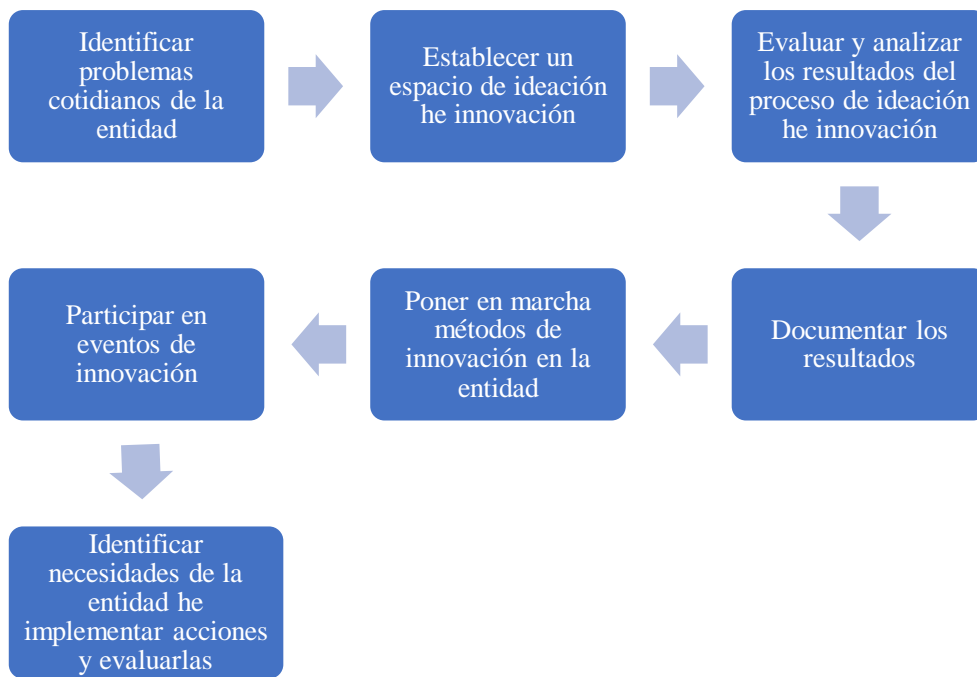 Identificar
problemas
cotidianos de la
entidad
Establecer un
espacio de ideación
he innovación
Evaluar y analizar
los resultados del
proceso de ideación
he innovación
Documentar los
resultados
Poner en marcha
métodos de
innovación en la
entidad
Participar en
eventos de
innovación
Identificar
necesidades de la
entidad he
implementar acciones
y evaluarlas